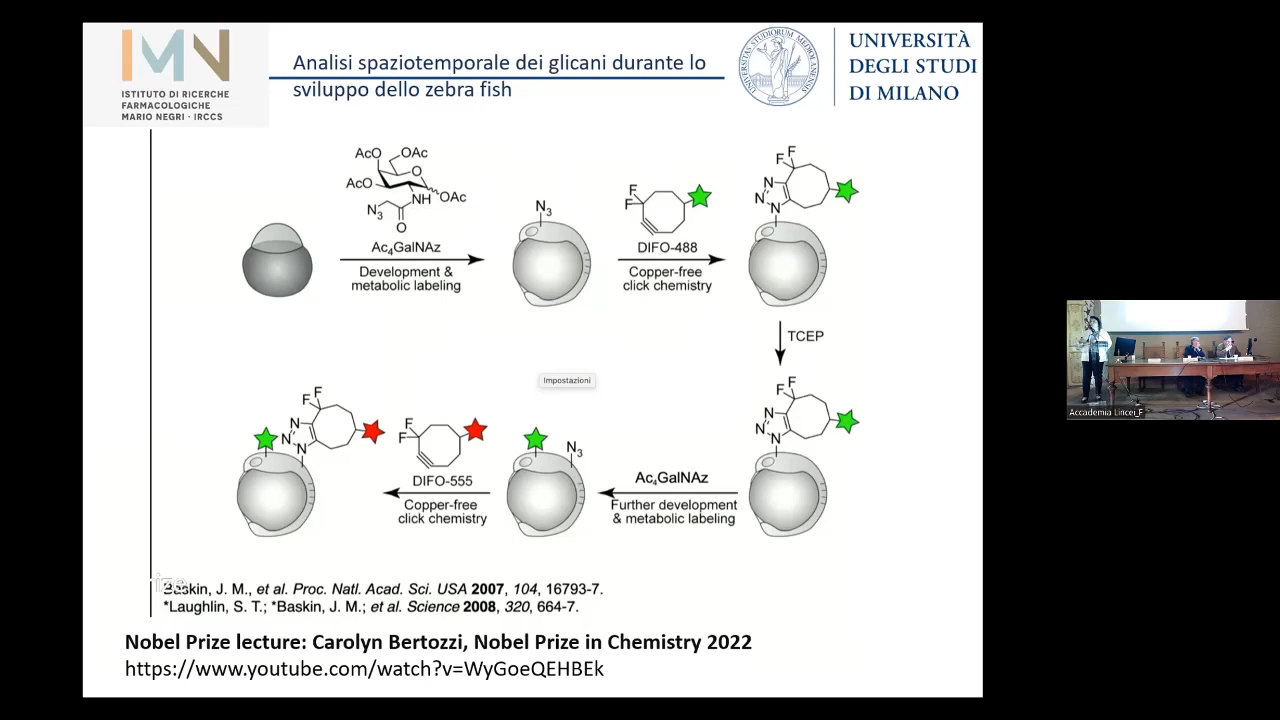 IMN
ISTITUTO DI RICERCHE
FARMACOLOGICHE
MARIO NEGRI · IRCCS
Analisi spaziotemporale dei glicani durante lo
sviluppo dello zebra fish
UNIVERSITÀ
DEGLI STUDI
DI MILANO
AcO
OAc
O
AcO
OAc
NH
N3
O
Ac4GalNAz
Development &
metabolic labeling
N3
F
F
DIFO-488
Copper-free
click chemistry
F
F
N
N
N
TCEP
Impostazioni
F
F
N
N
N
Ac4GalNAz
Further development
& metabolic labeling
N3
F
F
DIFO-555
Copper-free
click chemistry
F
F
N
N
N
Baskin, J. M., et al. Proc. Natl. Acad. Sci. USA 2007, 104, 16793-7.
*Laughlin, S. T.; *Baskin, J. M.; et al. Science 2008, 320, 664-7.
Nobel Prize lecture: Carolyn Bertozzi, Nobel Prize in Chemistry 2022
https://www.youtube.com/watch?v=WyGoeQEHBEk
Accademia Lincei_F